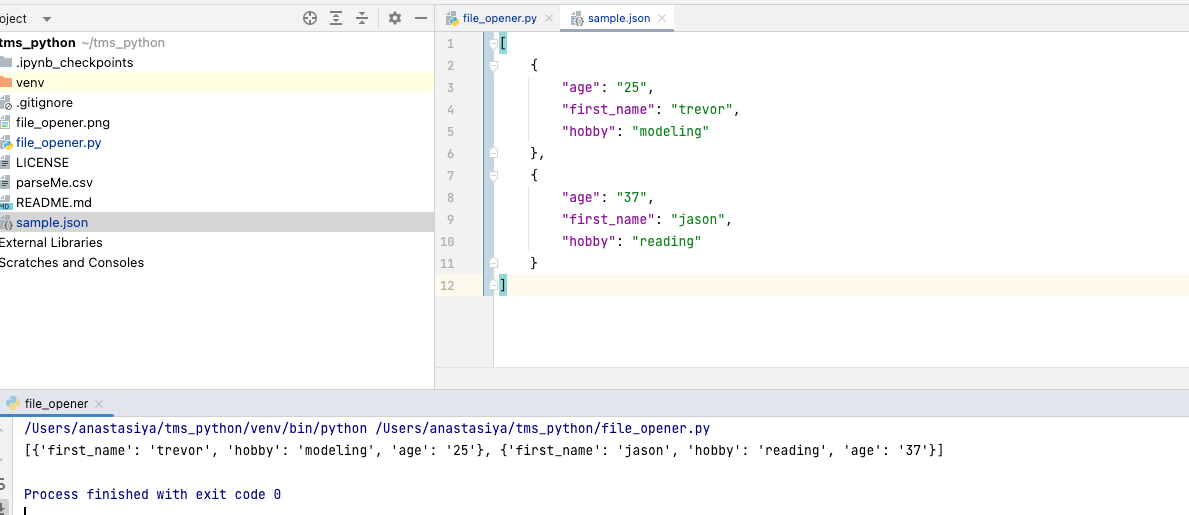 oject
tms_python ~/tms_python
.ipynb_checkpoints
venv
.gitignore
file_opener.png
file_opener.py
LICENSE
parseMe.csv
README.md
sample.json
External Libraries
Scratches and Consoles
file_opener.py sample.json
1 [
2 {
3 "age": "25",
4 "first_name": "trevor",
5 "hobby": "modeling"
6 },
7 {
8 "age": "37",
9 "first_name": "jason",
10 "hobby": "reading"
11 }
12 ]
file_opener
/Users/anastasiya/tms_python/venv/bin/python /Users/anastasiya/tms_python/file_opener.py
[{'first_name': 'trevor', 'hobby': 'modeling', 'age': '25'}, {'first_name': 'jason', 'hobby': 'reading', 'age': '37'}]
Process finished with exit code 0